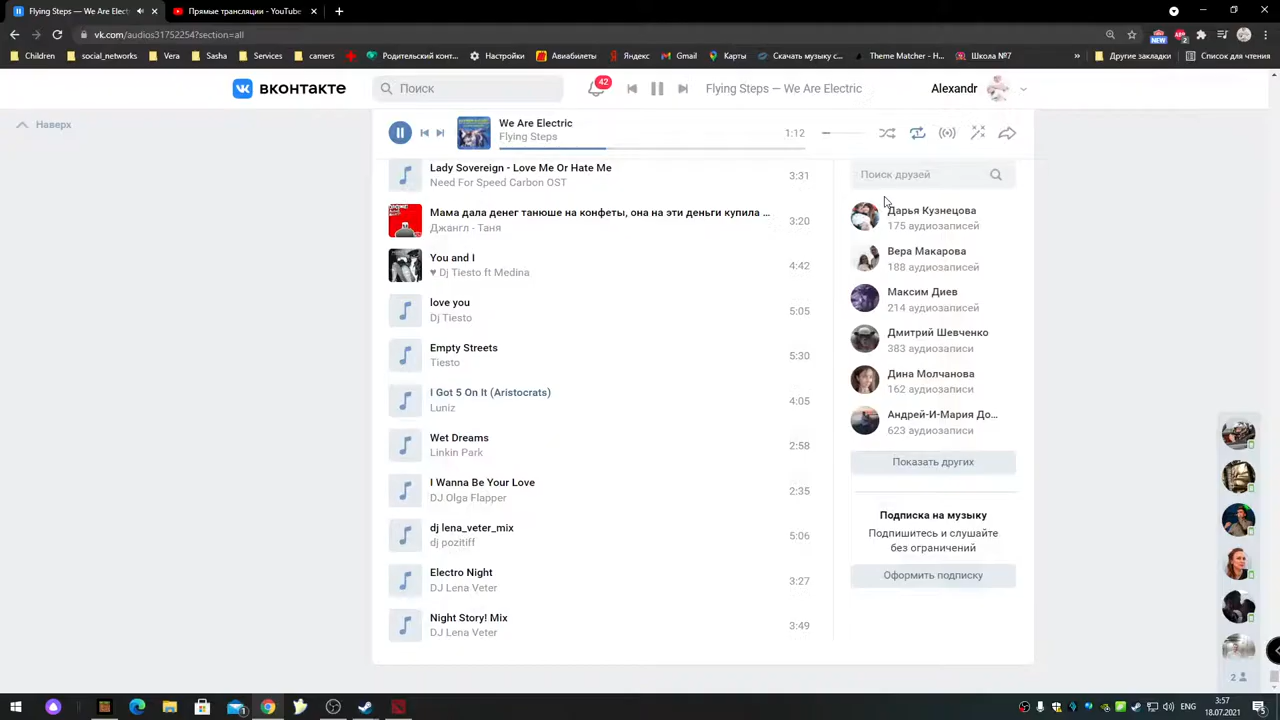 Flying Steps — We Are Elect
Прямые трансляции - YouTube
vk.com/audios31752254?section=all
Children
social_networks
Vera
Sasha
Services
camers
Родительский конт...
Настройки
Авиабилеты
Яндекс
Gmail
Карты
Скачать музыку с...
Theme Matcher - H...
Школа №7
»
Другие закладки
Список для чтения
вконтакте
Поиск
42
Flying Steps — We Are Electric
Alexandr
Наверх
We Are Electric
Flying Steps
1:12
Lady Sovereign - Love Me Or Hate Me
Need For Speed Carbon OST
3:31
Мама дала денег танюше на конфеты, она на эти деньги купила ...
Джангл - Таня
3:20
You and I
♥ Dj Tiesto ft Medina
4:42
love you
Dj Tiesto
5:05
Empty Streets
Tiesto
5:30
I Got 5 On It (Aristocrats)
Luniz
4:05
Wet Dreams
Linkin Park
2:58
I Wanna Be Your Love
DJ Olga Flapper
2:35
dj lena_veter_mix
dj pozitiff
5:06
Electro Night
DJ Lena Veter
3:27
Night Story! Mix
DJ Lena Veter
3:49
Поиск друзей
Дарья Кузнецова
175 аудиозаписей
Вера Макарова
188 аудиозаписей
Максим Диев
214 аудиозаписей
Дмитрий Шевченко
383 аудиозаписи
Дина Молчанова
162 аудиозаписи
Андрей-И-Мария До...
623 аудиозаписи
Показать других
Подписка на музыку
Подпишитесь и слушайте
без ограничений
Оформить подписку
2
ENG
3:57
18.07.2021